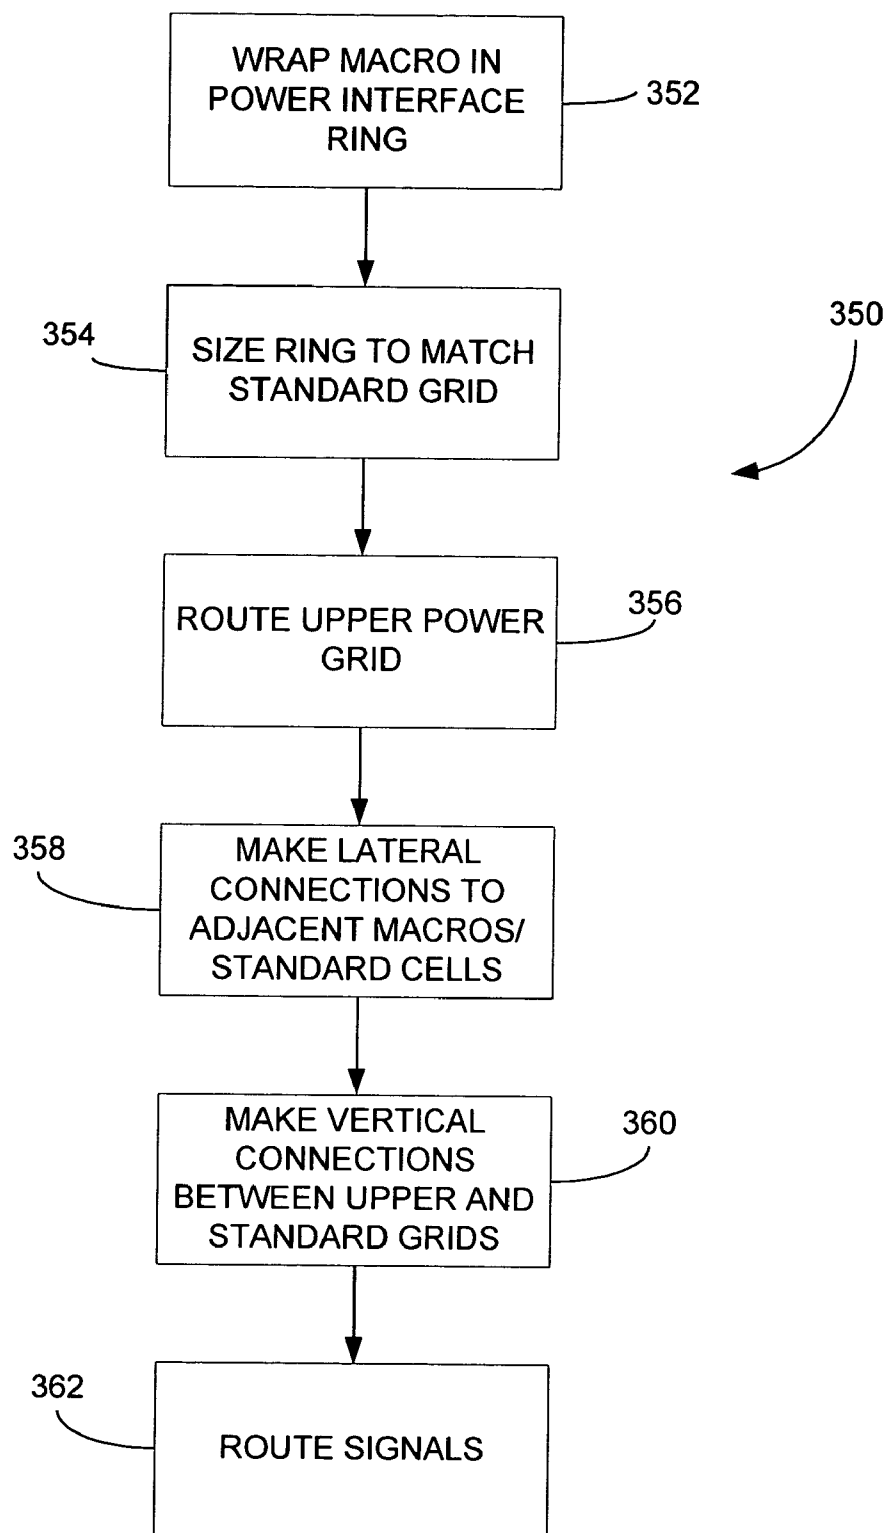 WRAP MACRO IN
POWER INTERFACE
RING
352
354
SIZE RING TO MATCH
STANDARD GRID
350
356
ROUTE UPPER POWER
GRID
358
MAKE LATERAL
CONNECTIONS TO
ADJACENT MACROS/
STANDARD CELLS
360
MAKE VERTICAL
CONNECTIONS
BETWEEN UPPER AND
STANDARD GRIDS
362
ROUTE SIGNALS